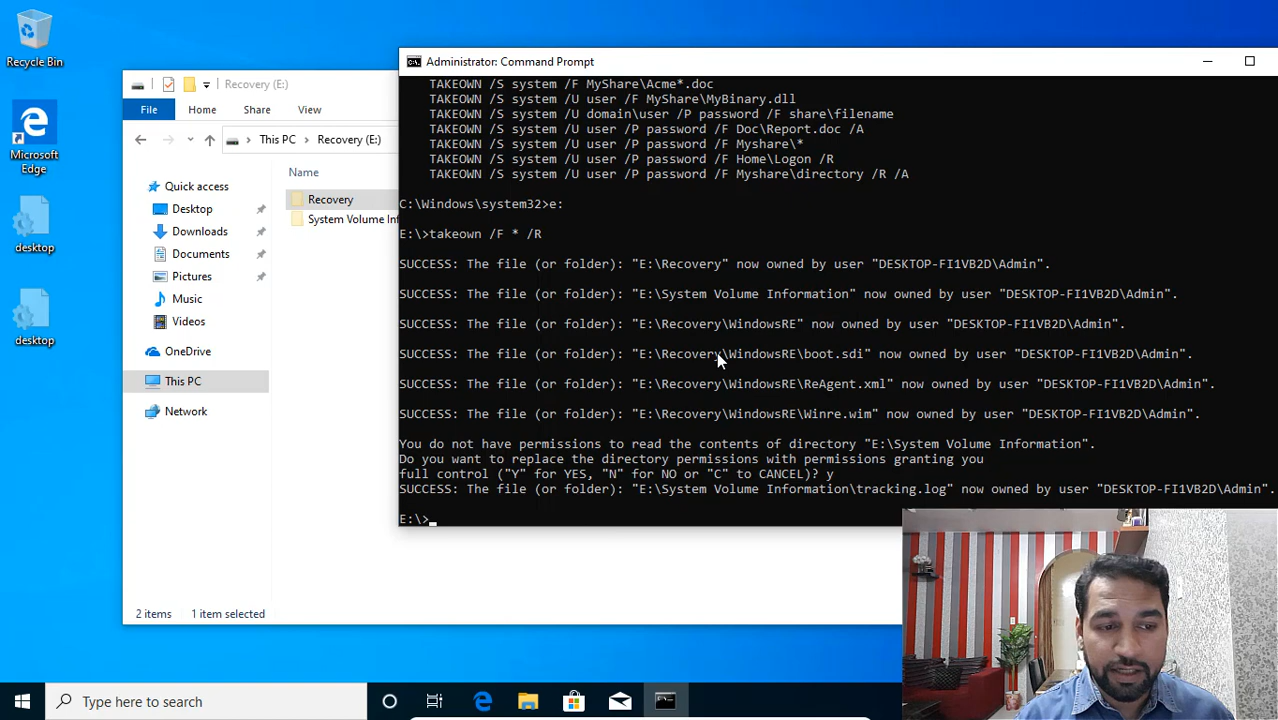 Recycle Bin
Microsoft
Edge
desktop
desktop
Recovery (E:)
File
Home
Share
View
This PC
Recovery (E:)
Name
Quick access
Desktop
Downloads
Documents
Pictures
Music
Videos
OneDrive
This PC
Network
Recovery
System Volume Inf
2 items
1 item selected
Administrator: Command Prompt
TAKEOWN /S system /F MyShare\Acme*.doc
TAKEOWN /S system /U user /F MyShare\MyBinary.dll
TAKEOWN /S system /U domain\user /P password /F share\filename
TAKEOWN /S system /U user /P password /F Doc\Report.doc /A
TAKEOWN /S system /U user /P password /F Myshare\*
TAKEOWN /S system /U user /P password /F Home\Logon /R
TAKEOWN /S system /U user /P password /F Myshare\directory /R /A
C:\Windows\system32>e:
E:\>takeown /F * /R
SUCCESS: The file (or folder): "E:\Recovery" now owned by user "DESKTOP-FI1VB2D\Admin".
SUCCESS: The file (or folder): "E:\System Volume Information" now owned by user "DESKTOP-FI1VB2D\Admin".
SUCCESS: The file (or folder): "E:\Recovery\WindowsRE" now owned by user "DESKTOP-FI1VB2D\Admin".
SUCCESS: The file (or folder): "E:\Recovery\WindowsRE\boot.sdi" now owned by user "DESKTOP-FI1VB2D\Admin".
SUCCESS: The file (or folder): "E:\Recovery\WindowsRE\ReAgent.xml" now owned by user "DESKTOP-FI1VB2D\Admin".
SUCCESS: The file (or folder): "E:\Recovery\WindowsRE\Winre.wim" now owned by user "DESKTOP-FI1VB2D\Admin".
You do not have permissions to read the contents of directory "E:\System Volume Information".
Do you want to replace the directory permissions with permissions granting you
full control ("Y" for YES, "N" for NO or "C" to CANCEL)? y
SUCCESS: The file (or folder): "E:\System Volume Information\tracking.log" now owned by user "DESKTOP-FI1VB2D\Admin".
E:\>
Type here to search